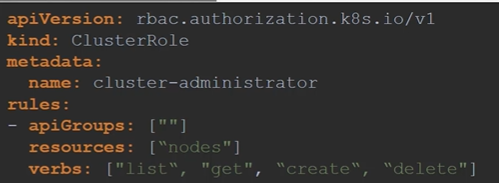 apiVersion: rbac.authorization.k8s.io/v1
kind: ClusterRole
metadata:
  name: cluster-administrator
rules:
- apiGroups: [""]
  resources: [“nodes"]
  verbs: ["list“, "get", “create“, “delete"]